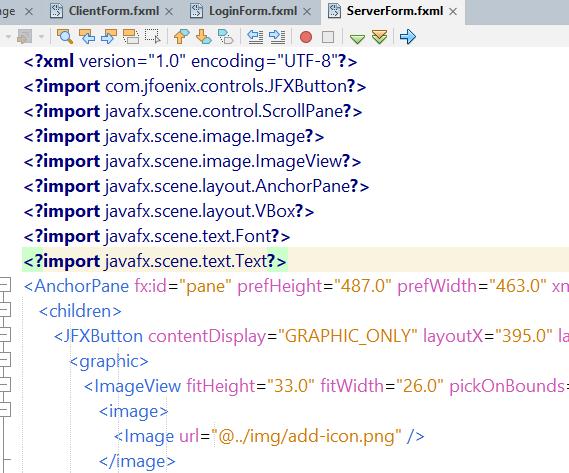 ClientForm.fxml LoginForm.fxml ServerForm.fxml
<?xml version="1.0" encoding="UTF-8"?>
<?import com.jfoenix.controls.JFXButton?>
<?import javafx.scene.control.ScrollPane?>
<?import javafx.scene.image.Image?>
<?import javafx.scene.image.ImageView?>
<?import javafx.scene.layout.AnchorPane?>
<?import javafx.scene.layout.VBox?>
<?import javafx.scene.text.Font?>
<?import javafx.scene.text.Text?>
<AnchorPane fx:id="pane" prefHeight="487.0" prefWidth="463.0" xm
<children>
<JFXButton contentDisplay="GRAPHIC_ONLY" layoutX="395.0" la
<graphic>
<ImageView fitHeight="33.0" fitWidth="26.0" pickOnBounds=
<image>
<Image url="@../img/add-icon.png" />
</image>